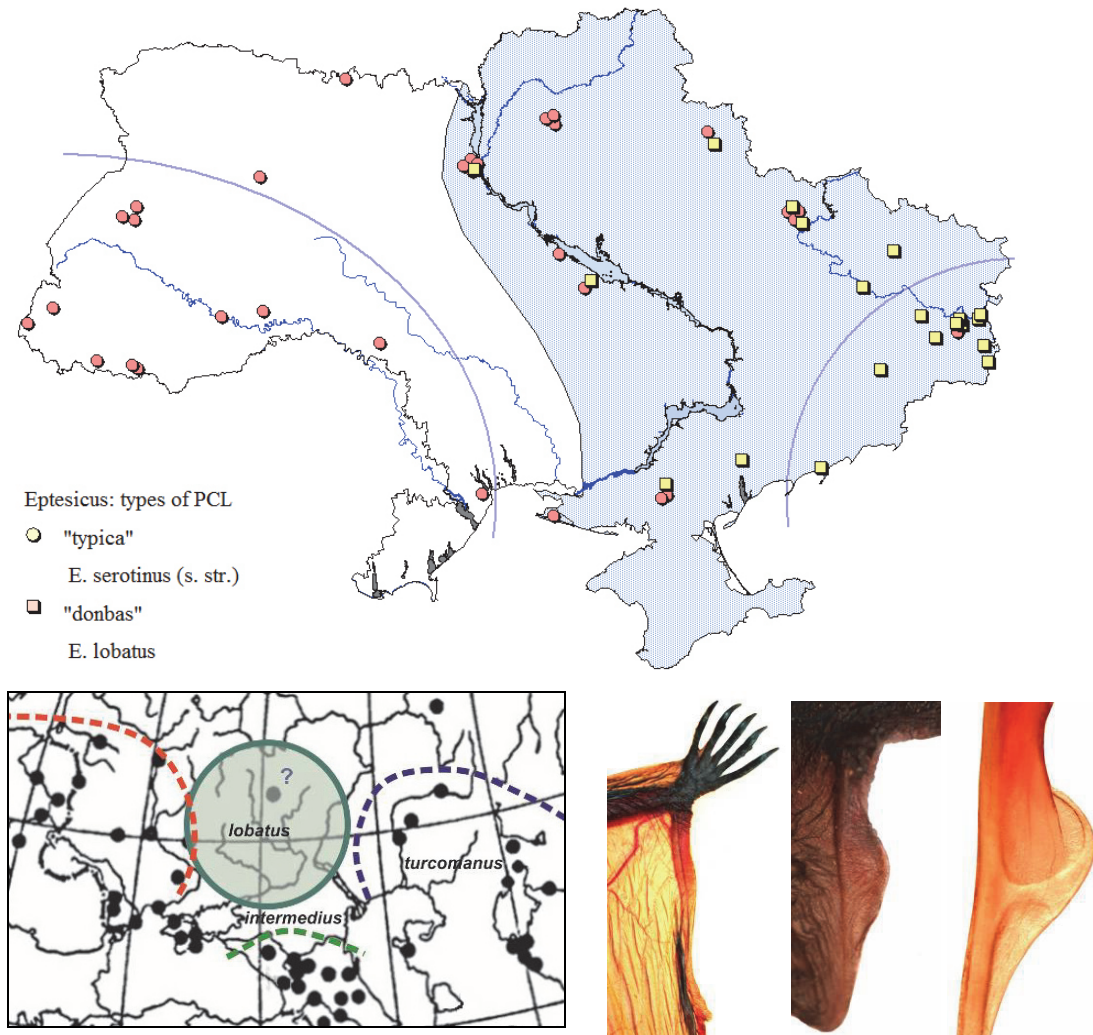 Eptesicus: types of PCL
"typica"
E. serotinus (s. str.)
"donbas"
E. lobatus
?
lobatus
turcomanus
intermedius